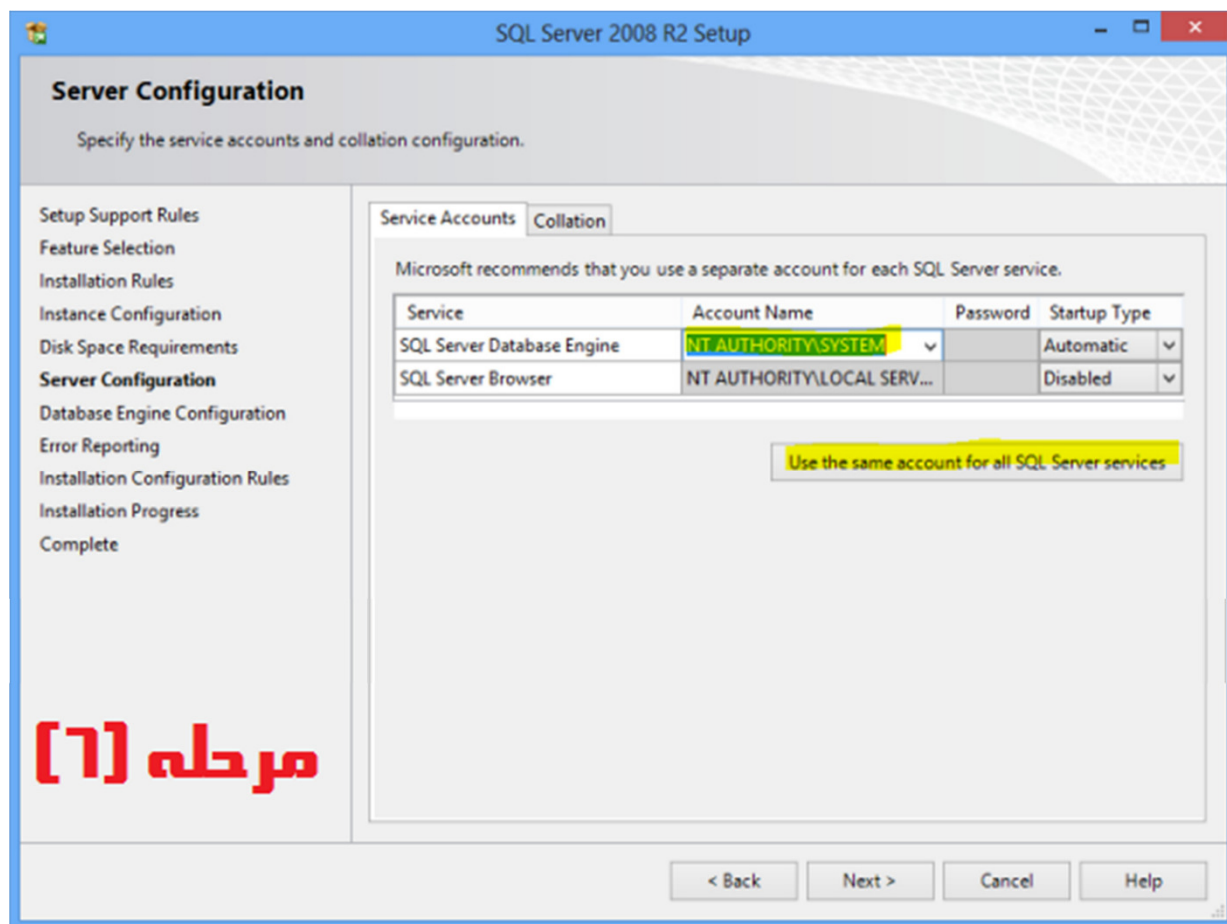 SQL Server 2008 R2 Setup
Server Configuration
Specify the service accounts and collation configuration.
Setup Support Rules
Feature Selection
Installation Rules
Instance Configuration
Disk Space Requirements
Server Configuration
Database Engine Configuration
Error Reporting
Installation Configuration Rules
Installation Progress
Complete
مرحله [٦]
Service Accounts Collation
Microsoft recommends that you use a separate account for each SQL Server service.
Service Account Name Password Startup Type
SQL Server Database Engine NT AUTHORITY\SYSTEM Automatic
SQL Server Browser NT AUTHORITY\LOCAL SERV... Disabled
Use the same account for all SQL Server services
< Back Next > Cancel Help